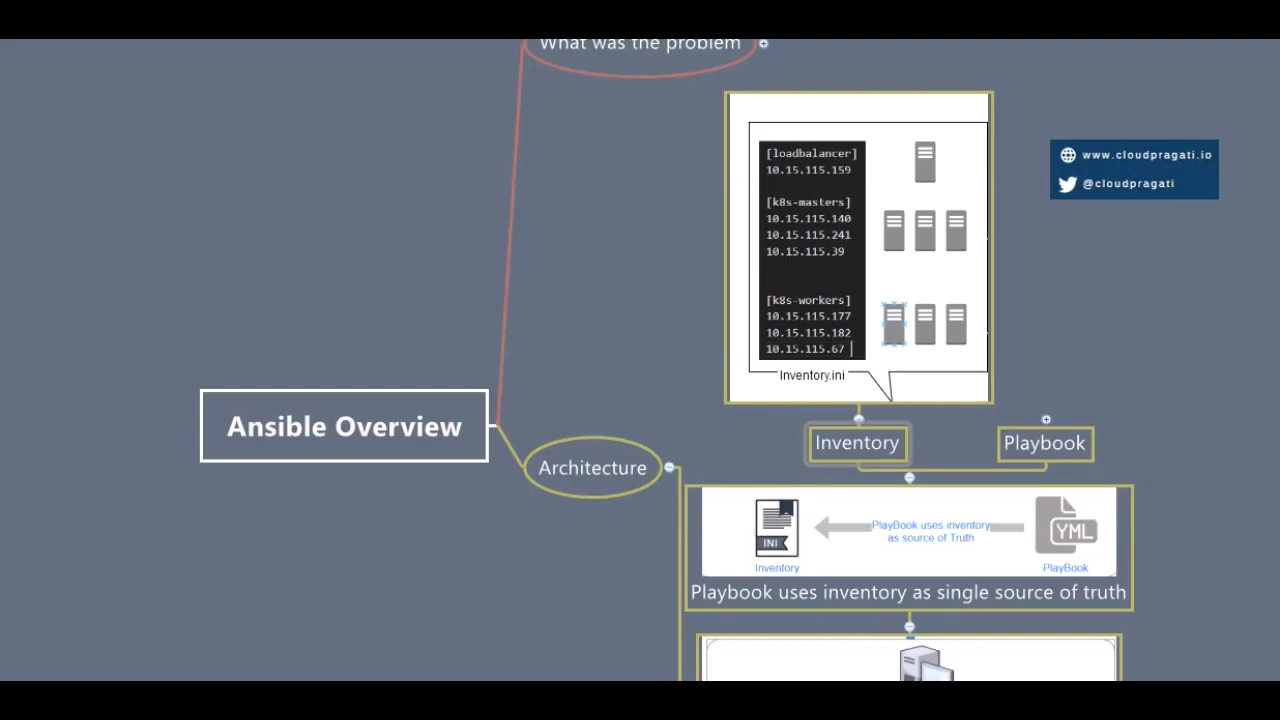 What was the problem
[loadbalancer]
10.15.115.159
[k8s-masters]
10.15.115.140
10.15.115.241
10.15.115.39
[k8s-workers]
10.15.115.177
10.15.115.182
10.15.115.67
Inventory.ini
www.cloudpragati.io
@cloudpragati
Ansible Overview
Architecture
Inventory
Playbook
INI
Inventory
PlayBook uses inventory
as source of Truth
YML
PlayBook
Playbook uses inventory as single source of truth